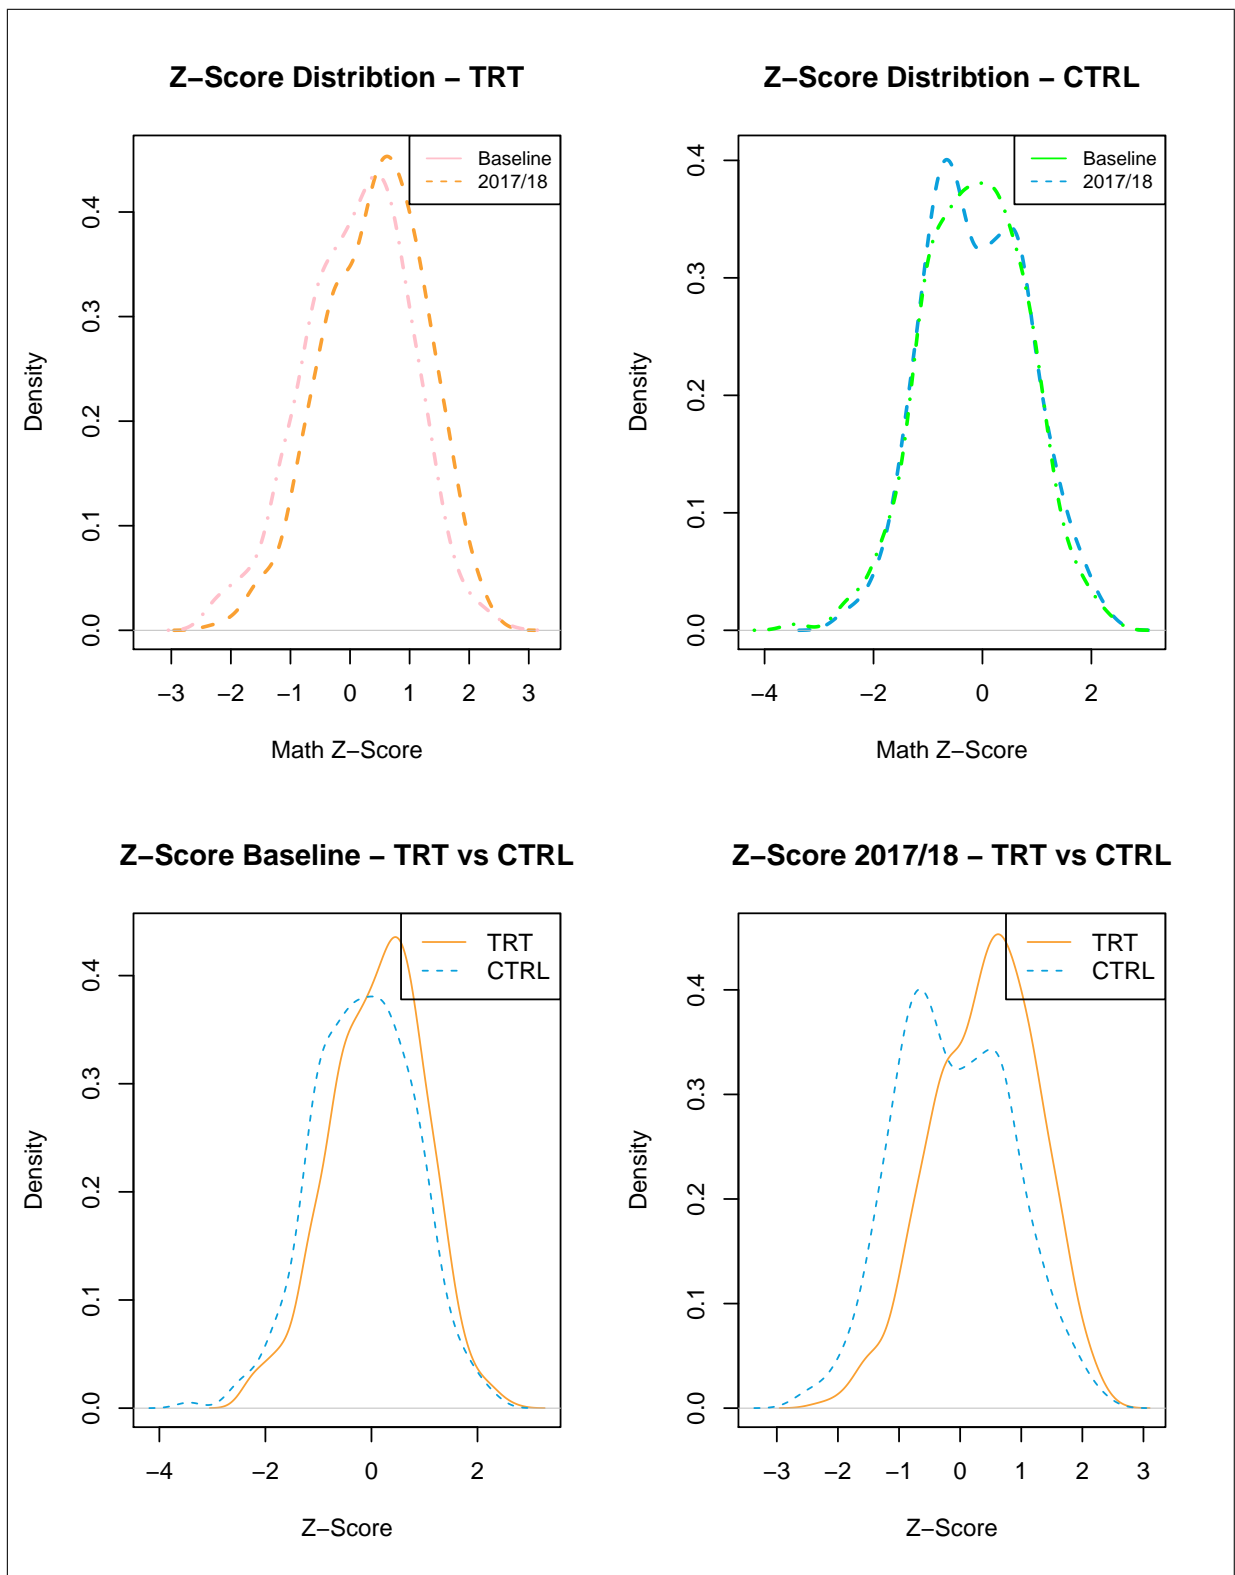 Z−Score Distribtion − TRT
Baseline
2017/18
Density
0.0 0.1 0.2 0.3 0.4
−3 −2 −1 0 1 2 3
Math Z−Score
Z−Score Distribtion − CTRL
Baseline
2017/18
Density
0.0 0.1 0.2 0.3 0.4
−4 −2 0 2
Math Z−Score
Z−Score Baseline − TRT vs CTRL
TRT
CTRL
Density
0.0 0.1 0.2 0.3 0.4
−4 −2 0 2
Z−Score
Z−Score 2017/18 − TRT vs CTRL
TRT
CTRL
Density
0.0 0.1 0.2 0.3 0.4
−3 −2 −1 0 1 2 3
Z−Score